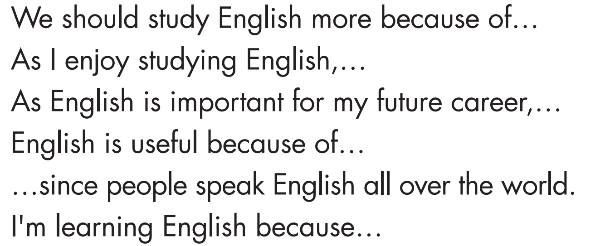 We should study English more because of...
As I enjoy studying English,...
As English is important for my future career,...
English is useful because of...
...since people speak English all over the world.
I'm learning English because...